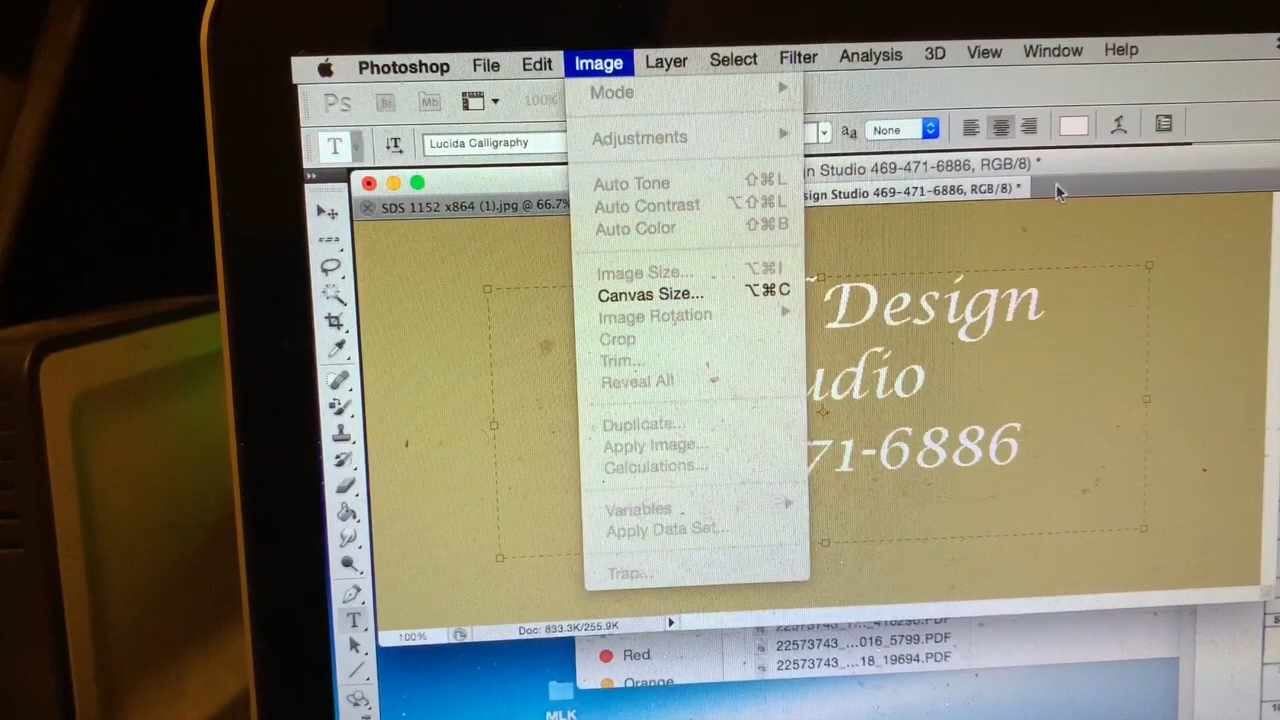 Photoshop File Edit Image Layer Select Filter Analysis 3D View Window Help
Ps Br Mb 100%
T Lucida Calligraphy aa None
n Studio 469-471-6886, RGB/8) *
SDS 1152 x864 (1).jpg @ 66.7%
sign Studio 469-471-6886, RGB/8) *
Mode
Adjustments
Auto Tone ⇧⌘L
Auto Contrast ⌥⇧⌘L
Auto Color ⇧⌘B
Image Size... ⌥⌘I
Canvas Size... ⌥⌘C
Image Rotation
Crop
Trim...
Reveal All
Duplicate...
Apply Image...
Calculations...
Variables
Apply Data Set...
Trap...
Design
udio
71-6886
T
100% Doc: 833.3K/255.9K
Red
Orange
22573743_...016_5799.PDF
22573743_...18_19694.PDF
MLK